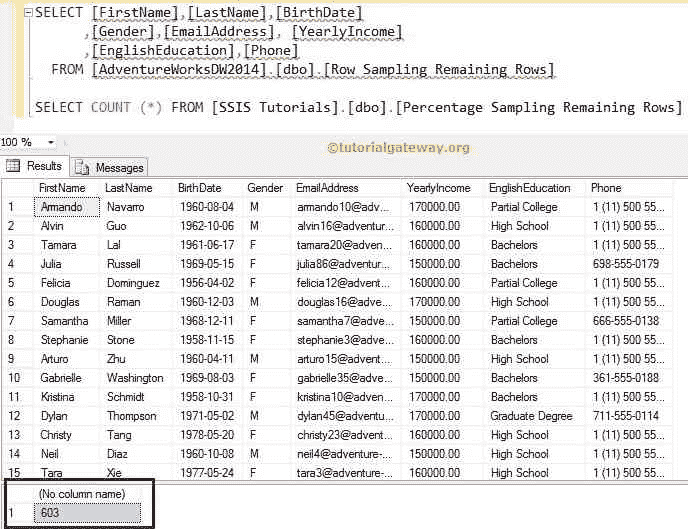 SELECT [FirstName],[LastName],[BirthDate]
,[Gender],[EmailAddress], [YearlyIncome]
,[EnglishEducation],[Phone]
FROM [AdventureWorksDW2014].[dbo].[Row Sampling Remaining Rows]
SELECT COUNT (*) FROM [SSIS Tutorials].[dbo].[Percentage Sampling Remaining Rows]
100 %
©tutorialgateway.org
Results Messages
FirstName LastName BirthDate Gender EmailAddress YearlyIncome EnglishEducation Phone
1 Armando Navarro 1960-08-04 M armando10@adv... 170000.00 Partial College 1 (11) 500 55...
2 Alvin Guo 1962-10-06 M alvin16@adventur... 160000.00 High School 1 (11) 500 55...
3 Tamara Lal 1961-06-17 F tamara20@adven... 160000.00 Bachelors 1 (11) 500 55...
4 Julia Russell 1969-05-15 F julia86@adventur... 150000.00 Bachelors 698-555-0179
5 Felicia Dominguez 1956-04-02 F felicia12@advent... 160000.00 Partial College 1 (11) 500 55...
6 Douglas Raman 1960-12-03 M douglas16@adve... 170000.00 High School 1 (11) 500 55...
7 Samantha Miller 1968-12-11 F samantha7@adve... 150000.00 Partial College 666-555-0138
8 Stephanie Stone 1958-11-15 F stephanie3@adve... 160000.00 Bachelors 1 (11) 500 55...
9 Arturo Zhu 1960-04-11 M arturo15@advent... 150000.00 High School 1 (11) 500 55...
10 Gabrielle Washington 1969-08-03 F gabrielle35@adve... 150000.00 Bachelors 361-555-0188
11 Kristina Schmidt 1958-10-31 F kristina10@adve... 170000.00 Bachelors 1 (11) 500 55...
12 Dylan Thompson 1971-05-02 M dylan45@adventu... 170000.00 Graduate Degree 711-555-0114
13 Christy Tang 1978-05-20 F christy23@advent... 160000.00 High School 1 (11) 500 55...
14 Neil Diaz 1960-10-08 M neil4@adventure-... 150000.00 High School 1 (11) 500 55...
15 Tara Xie 1977-05-24 F tara3@adventure-... 160000.00 High School 1 (11) 500 55...
(No column name)
1 603